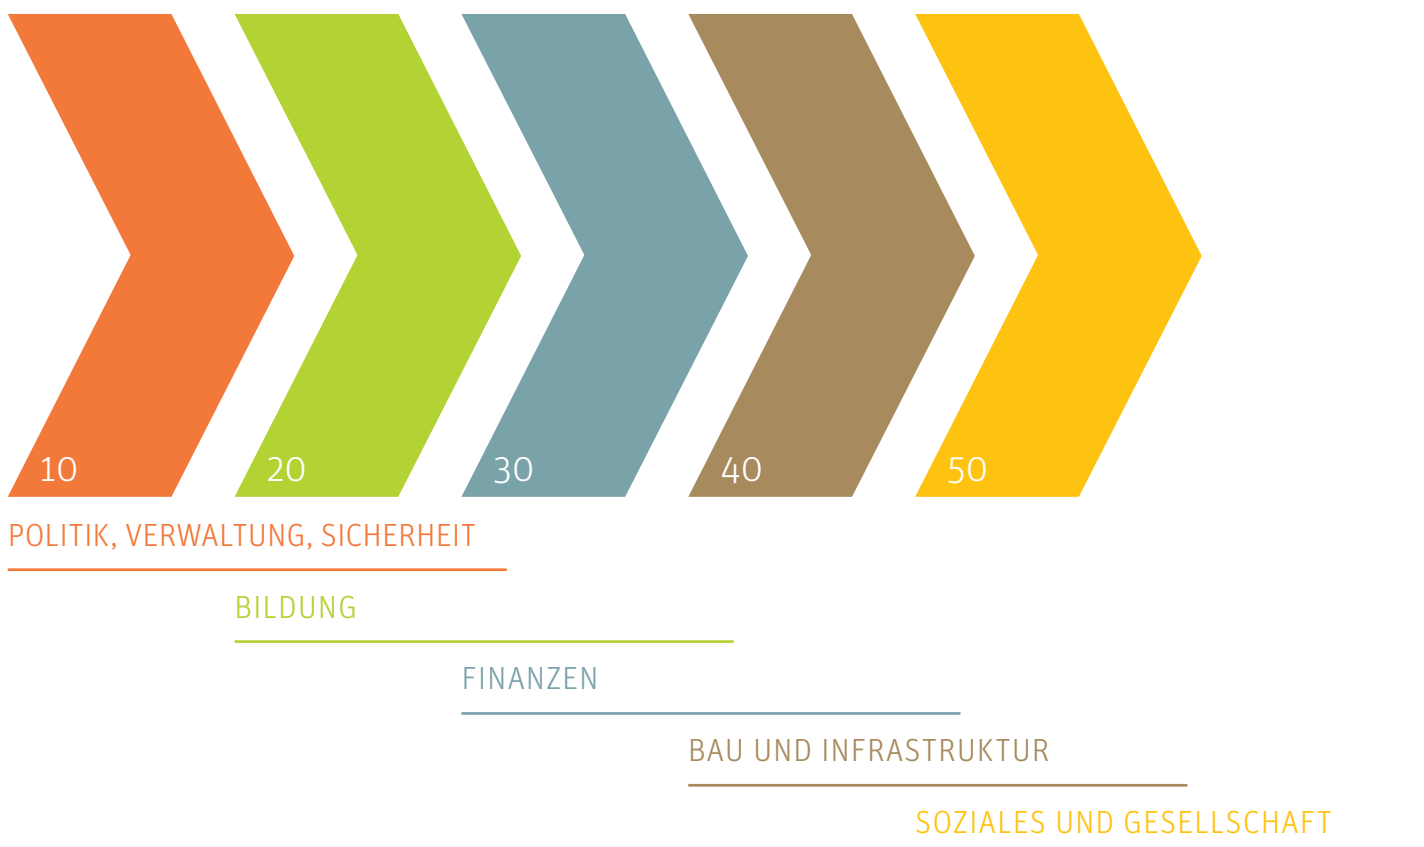 10
20
30
40
50
POLITIK, VERWALTUNG, SICHERHEIT
BILDUNG
FINANZEN
BAU UND INFRASTRUKTUR
SOZIALES UND GESELLSCHAFT